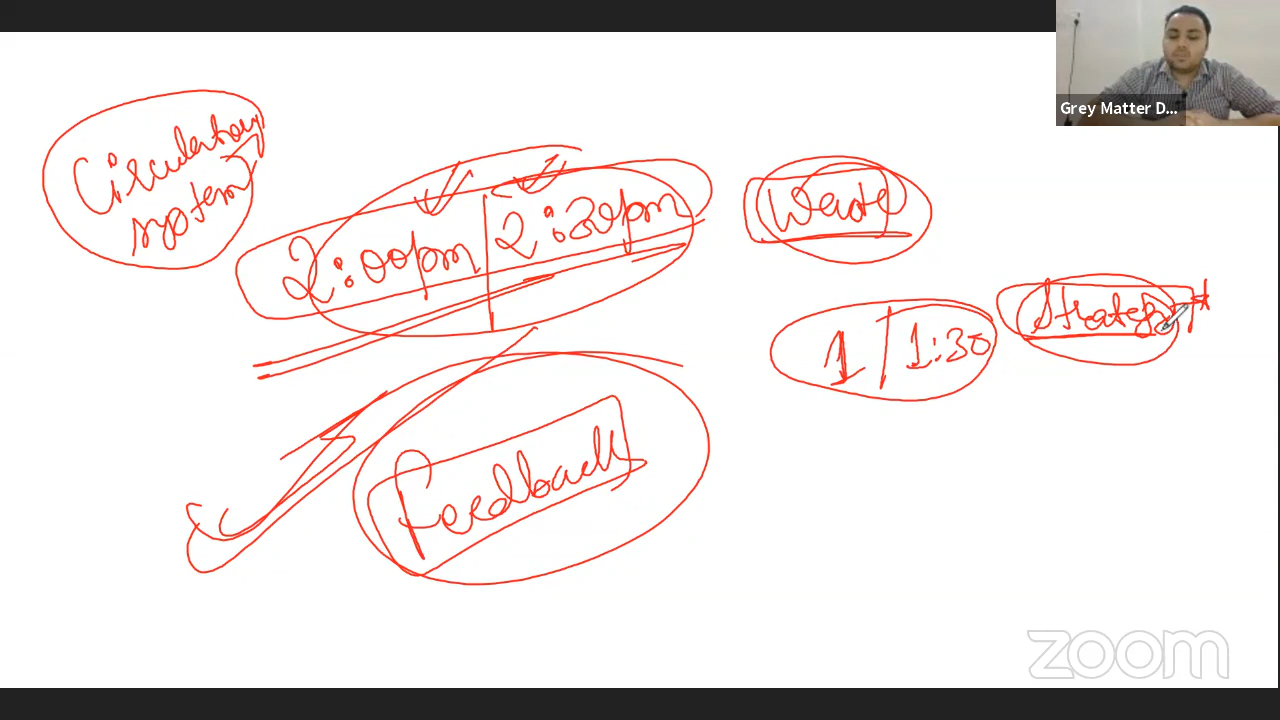 Grey Matter D...
Circulatory
system
2:00pm | 2:30pm
Waste
1 | 1:30
Strategy *
Feedback
zoom